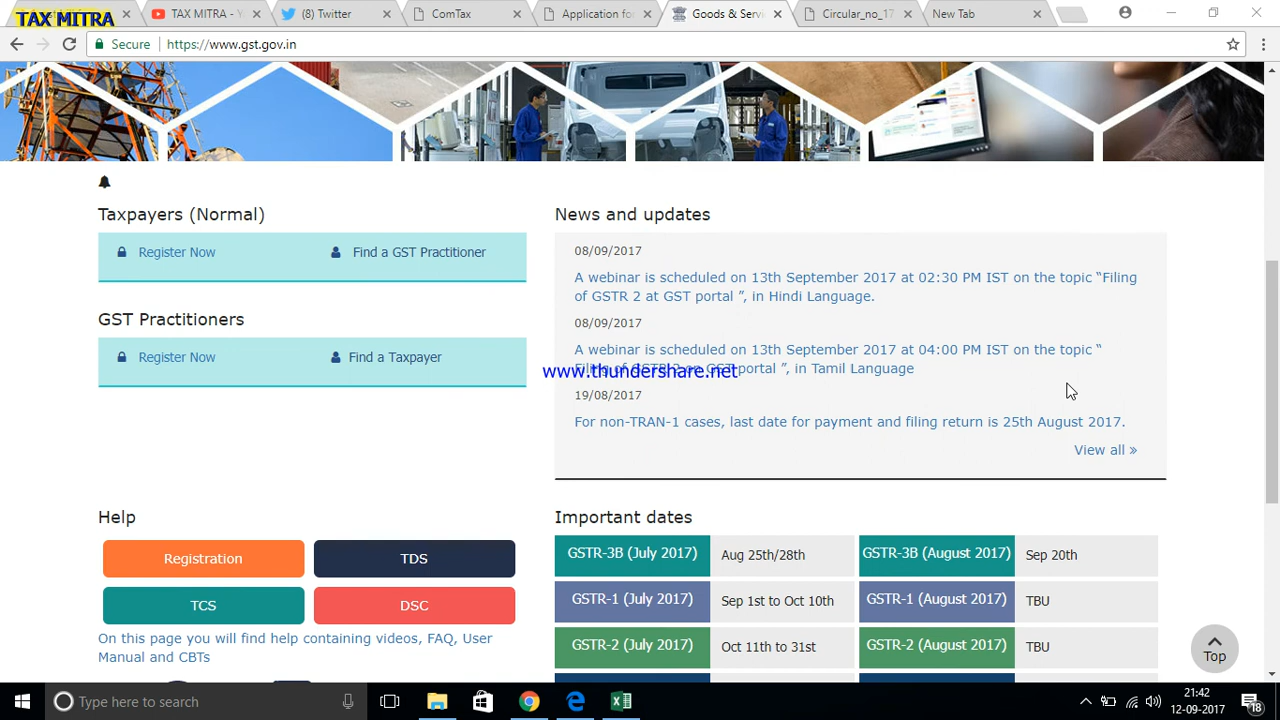 TAX MITRA
TAX MITRA - Y
(8) Twitter
ComTax
Application for
Goods & Servi
Circular_no_17
New Tab
Secure
https://www.gst.gov.in
Taxpayers (Normal)
Register Now
Find a GST Practitioner
GST Practitioners
Register Now
Find a Taxpayer
News and updates
08/09/2017
A webinar is scheduled on 13th September 2017 at 02:30 PM IST on the topic “Filing
of GSTR 2 at GST portal ”, in Hindi Language.
08/09/2017
A webinar is scheduled on 13th September 2017 at 04:00 PM IST on the topic “
Filing of GSTR 2 on GST portal ”, in Tamil Language
www.thundershare.net
19/08/2017
For non-TRAN-1 cases, last date for payment and filing return is 25th August 2017.
View all »
Help
Registration
TDS
TCS
DSC
On this page you will find help containing videos, FAQ, User
Manual and CBTs
Important dates
GSTR-3B (July 2017)
Aug 25th/28th
GSTR-3B (August 2017)
Sep 20th
GSTR-1 (July 2017)
Sep 1st to Oct 10th
GSTR-1 (August 2017)
TBU
GSTR-2 (July 2017)
Oct 11th to 31st
GSTR-2 (August 2017)
TBU
Top
Type here to search
21:42
12-09-2017
18